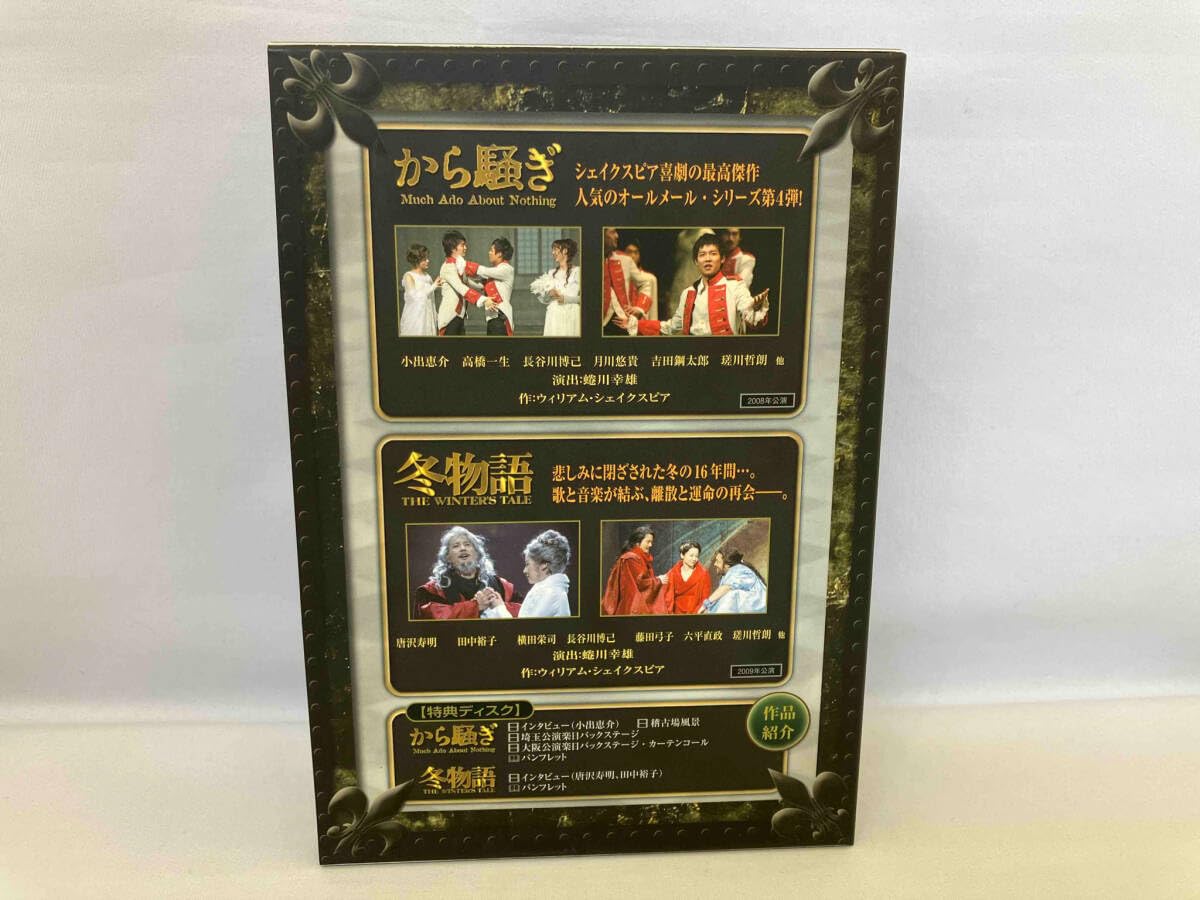 から騒ぎ
Much Ado About Nothing
シェイクスピア喜劇の最高傑作
人気のオールメール・シリーズ第4弾!
小出恵介 高橋一生 長谷川博己 月川悠貴 吉田鋼太郎 瑳川哲朗 他
演出:蜷川幸雄
作:ウィリアム・シェイクスピア
2008年公演
冬物語
THE WINTER'S TALE
悲しみに閉ざされた冬の16年間…。
歌と音楽が結ぶ、離散と運命の再会――。
唐沢寿明 田中裕子 横田栄司 長谷川博己 藤田弓子 六平直政 瑳川哲朗 他
演出:蜷川幸雄
作:ウィリアム・シェイクスピア
2009年公演
【特典ディスク】
作品
紹介
から騒ぎ
Much Ado About Nothing
インタビュー(小出恵介) 稽古場風景
埼玉公演楽日バックステージ
大阪公演楽日バックステージ・カーテンコール
パンフレット
冬物語
THE WINTER'S TALE
インタビュー(唐沢寿明、田中裕子)
パンフレット